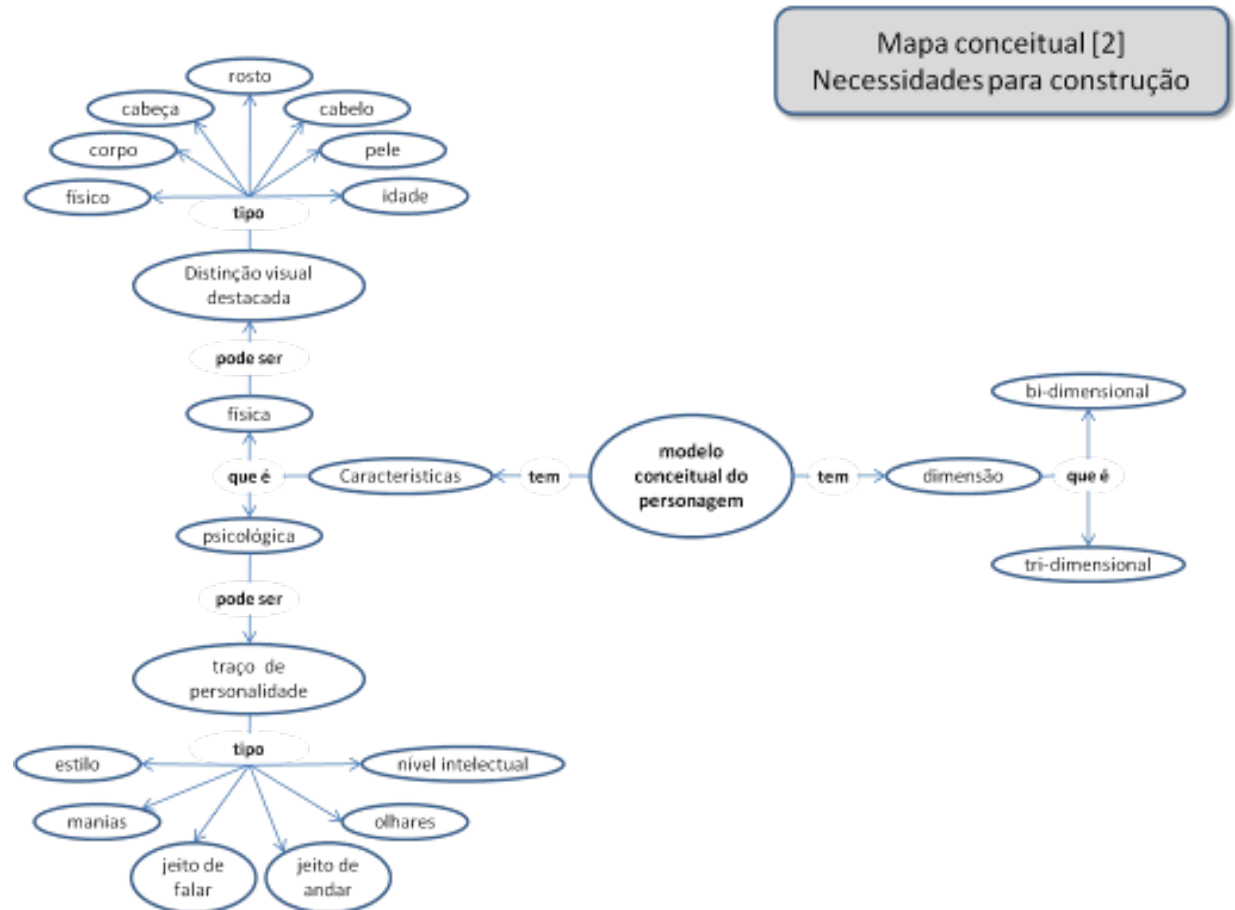 Mapa conceitual [2]
Necessidades para construção
rosto
cabeça
cabelo
corpo
pele
físico
idade
tipo
Distinção visual
destacada
pode ser
física
que é
Características
tem
modelo
conceitual do
personagem
tem
dimensão
que é
bi-dimensional
tri-dimensional
psicológica
pode ser
traço de
personalidade
tipo
estilo
nível intelectual
manias
olhares
jeito de
falar
jeito de
andar